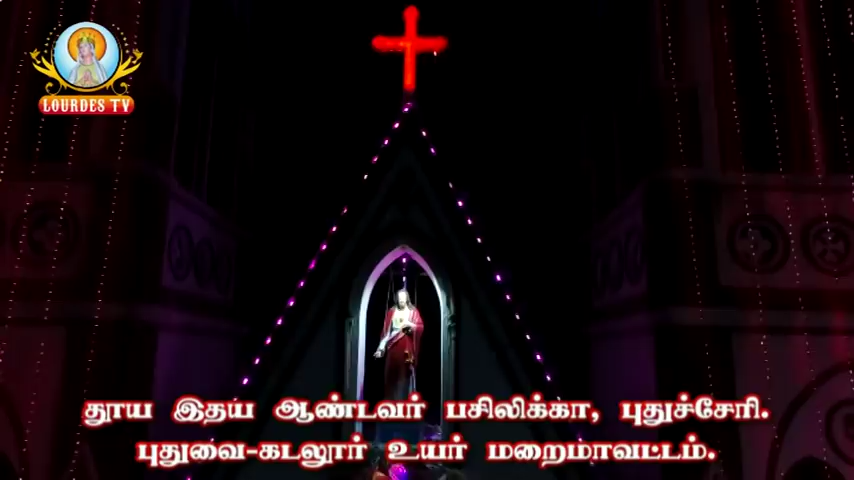 LOURDES TV
தூய இதய ஆண்டவர் பசிலிக்கா, புதுச்சேரி.
புதுவை-கடலூர் உயர் மறைமாவட்டம்.